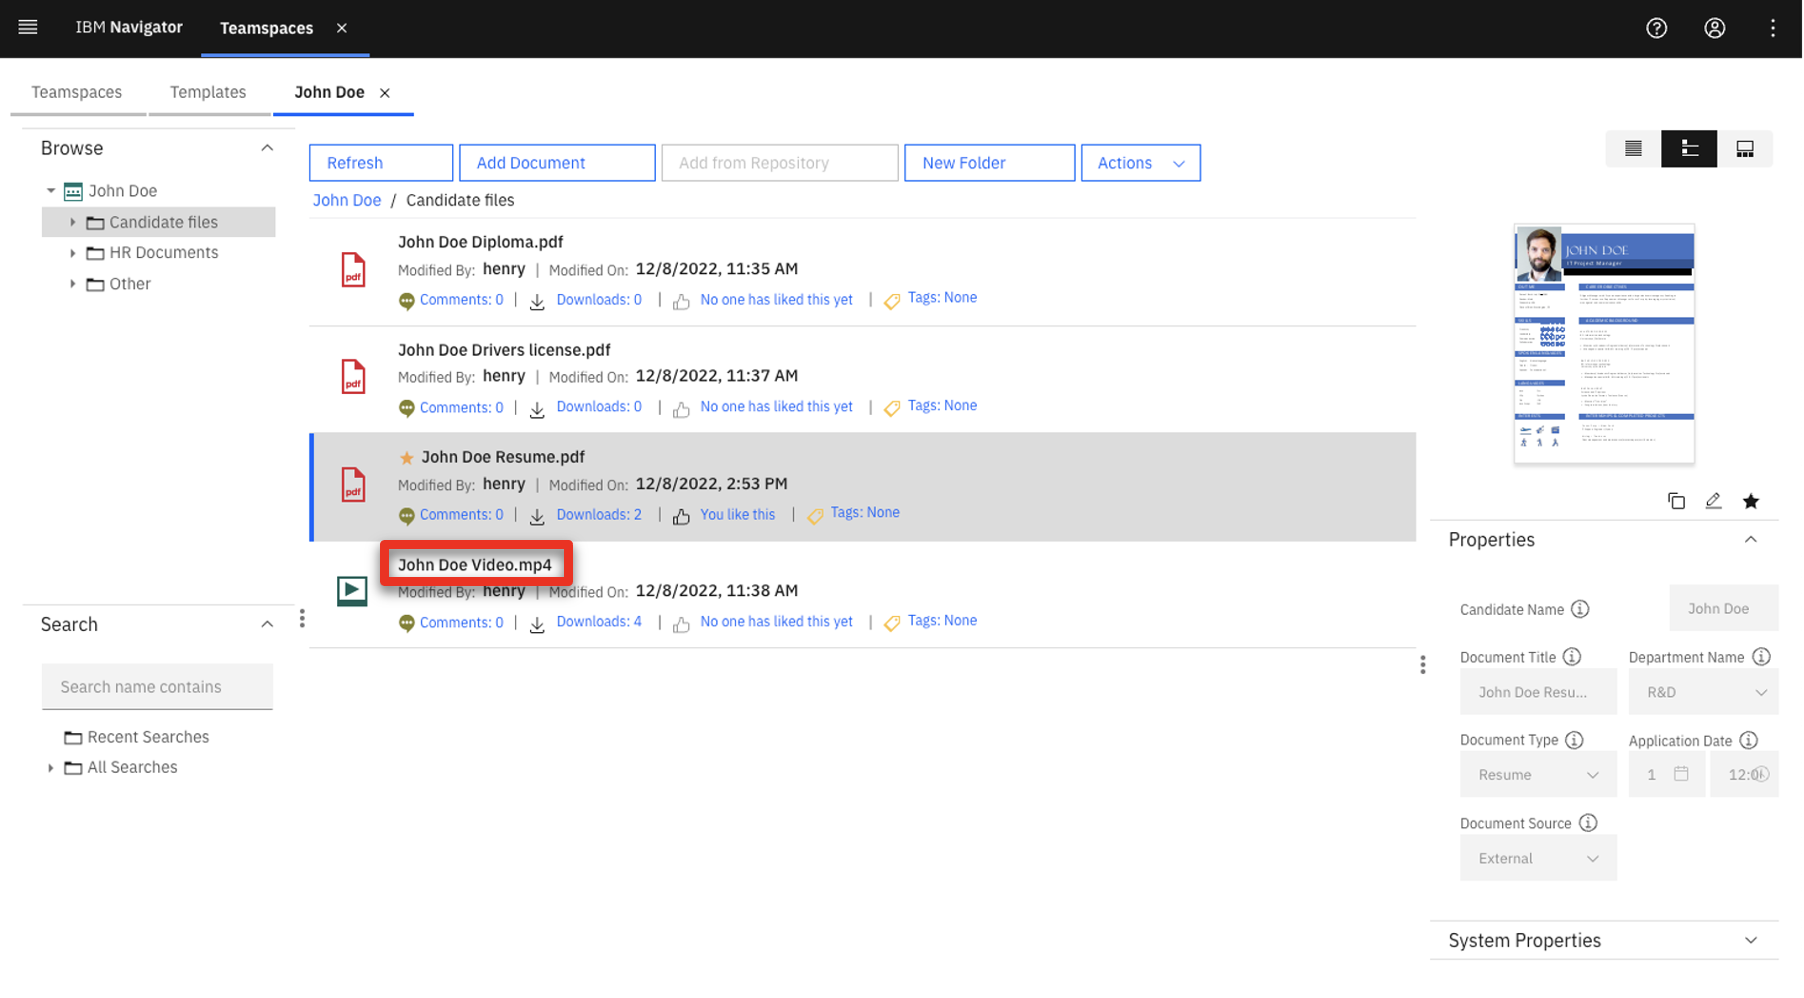 IBM Navigator
Teamspaces
Teamspaces
Templates
John Doe
Browse
John Doe
Candidate files
HR Documents
Other
Search
Search name contains
Recent Searches
All Searches
Refresh
Add Document
Add from Repository
New Folder
Actions
John Doe / Candidate files
John Doe Diploma.pdf
pdf
Modified By: henry | Modified On: 12/8/2022, 11:35 AM
Comments: 0 | Downloads: 0 | No one has liked this yet | Tags: None
John Doe Drivers license.pdf
pdf
Modified By: henry | Modified On: 12/8/2022, 11:37 AM
Comments: 0 | Downloads: 0 | No one has liked this yet | Tags: None
John Doe Resume.pdf
pdf
Modified By: henry | Modified On: 12/8/2022, 2:53 PM
Comments: 0 | Downloads: 2 | You like this | Tags: None
John Doe Video.mp4
Modified By: henry | Modified On: 12/8/2022, 11:38 AM
Comments: 0 | Downloads: 4 | No one has liked this yet | Tags: None
JOHN DOE
IT Project Manager
Properties
Candidate Name
John Doe
Document Title
Department Name
John Doe Resu...
R&D
Document Type
Application Date
Resume
1
12:0
Document Source
External
System Properties